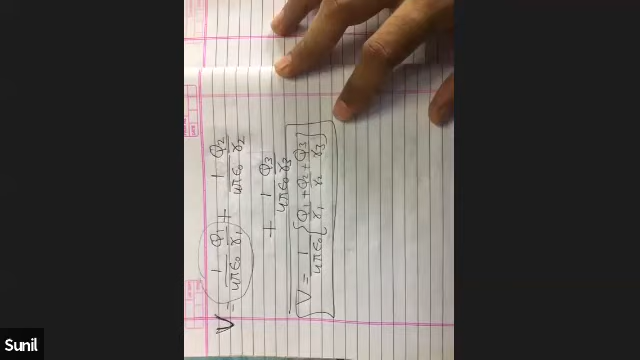 V = 1/4πε₀ Q₁/r₁ + 1/4πε₀ Q₂/r₂
+ 1/4πε₀ Q₃/r₃
V = 1/4πε₀ [Q₁/r₁ + Q₂/r₂ + Q₃/r₃]
Sunil